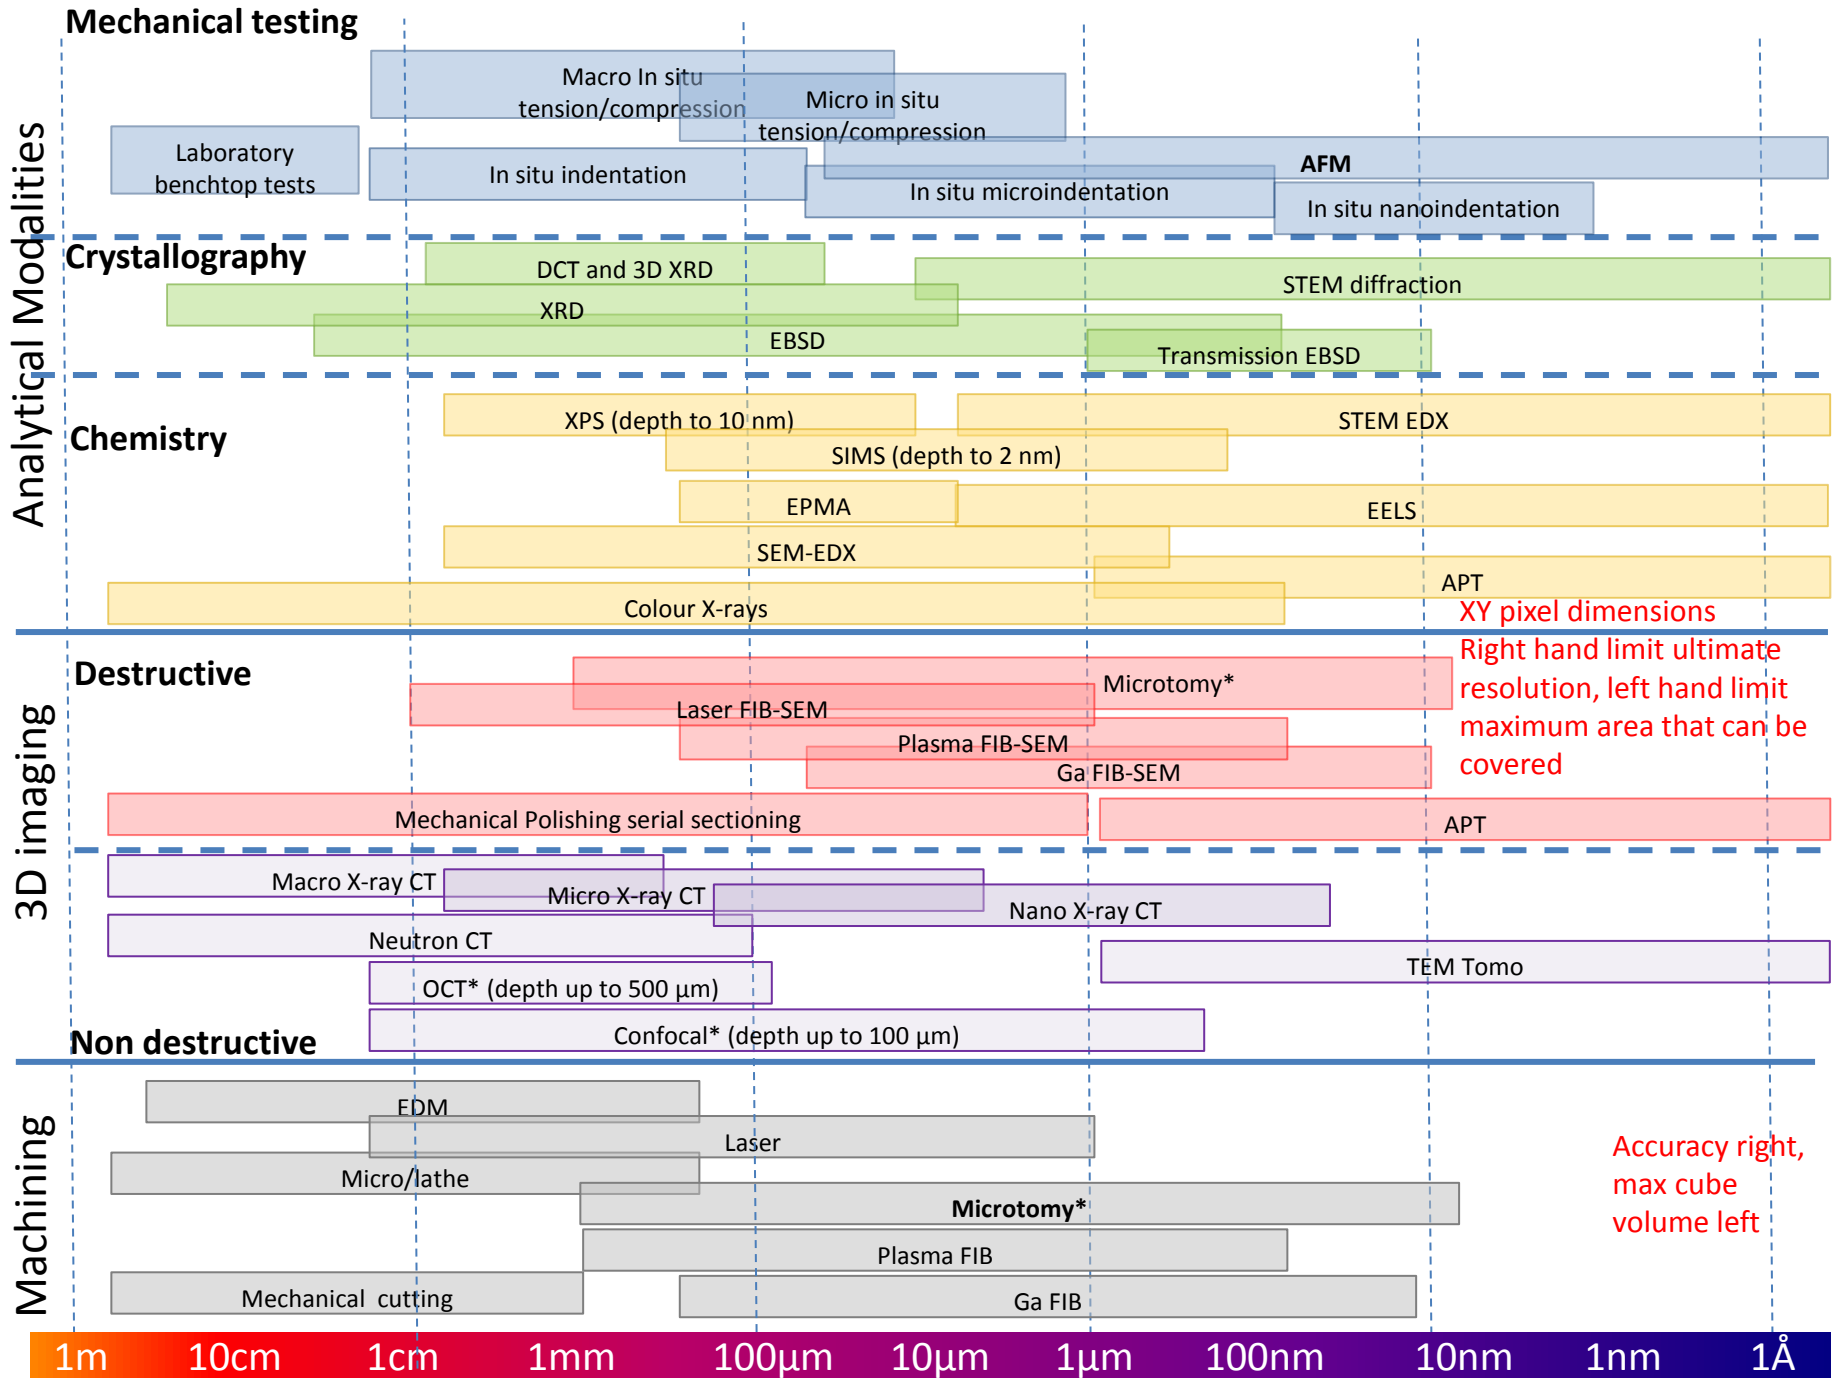 Mechanical testing
Macro In situ
tension/compression
Micro in situ
tension/compression
Laboratory
benchtop tests
In situ indentation
AFM
In situ microindentation
In situ nanoindentation
Analytical Modalities
Crystallography
DCT and 3D XRD
STEM diffraction
XRD
EBSD
Transmission EBSD
Chemistry
XPS (depth to 10 nm)
STEM EDX
SIMS (depth to 2 nm)
EPMA
EELS
SEM-EDX
APT
Colour X-rays
XY pixel dimensions
Right hand limit ultimate
resolution, left hand limit
maximum area that can be
covered
3D imaging
Destructive
Microtomy*
Laser FIB-SEM
Plasma FIB-SEM
Ga FIB-SEM
Mechanical Polishing serial sectioning
APT
Macro X-ray CT
Micro X-ray CT
Nano X-ray CT
Neutron CT
TEM Tomo
OCT* (depth up to 500 μm)
Confocal* (depth up to 100 μm)
Non destructive
Machining
EDM
Laser
Micro/lathe
Microtomy*
Plasma FIB
Mechanical cutting
Ga FIB
Accuracy right,
max cube
volume left
1m 10cm 1cm 1mm 100μm 10μm 1μm 100nm 10nm 1nm 1Å